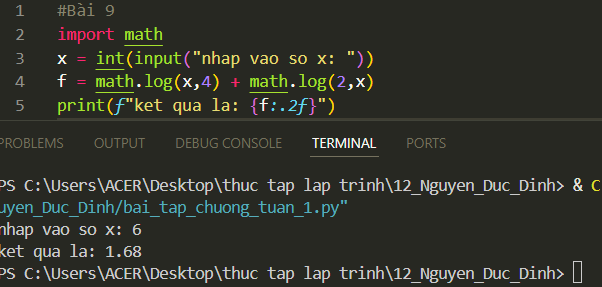 1 #Bài 9
2 import math
3 x = int(input("nhap vao so x: "))
4 f = math.log(x,4) + math.log(2,x)
5 print(f"ket qua la: {f:.2f}")
PROBLEMS OUTPUT DEBUG CONSOLE TERMINAL PORTS
PS C:\Users\ACER\Desktop\thuc tap lap trinh\12_Nguyen_Duc_Dinh> & C
uyen_Duc_Dinh/bai_tap_chuong_tuan_1.py"
nhap vao so x: 6
ket qua la: 1.68
PS C:\Users\ACER\Desktop\thuc tap lap trinh\12_Nguyen_Duc_Dinh>